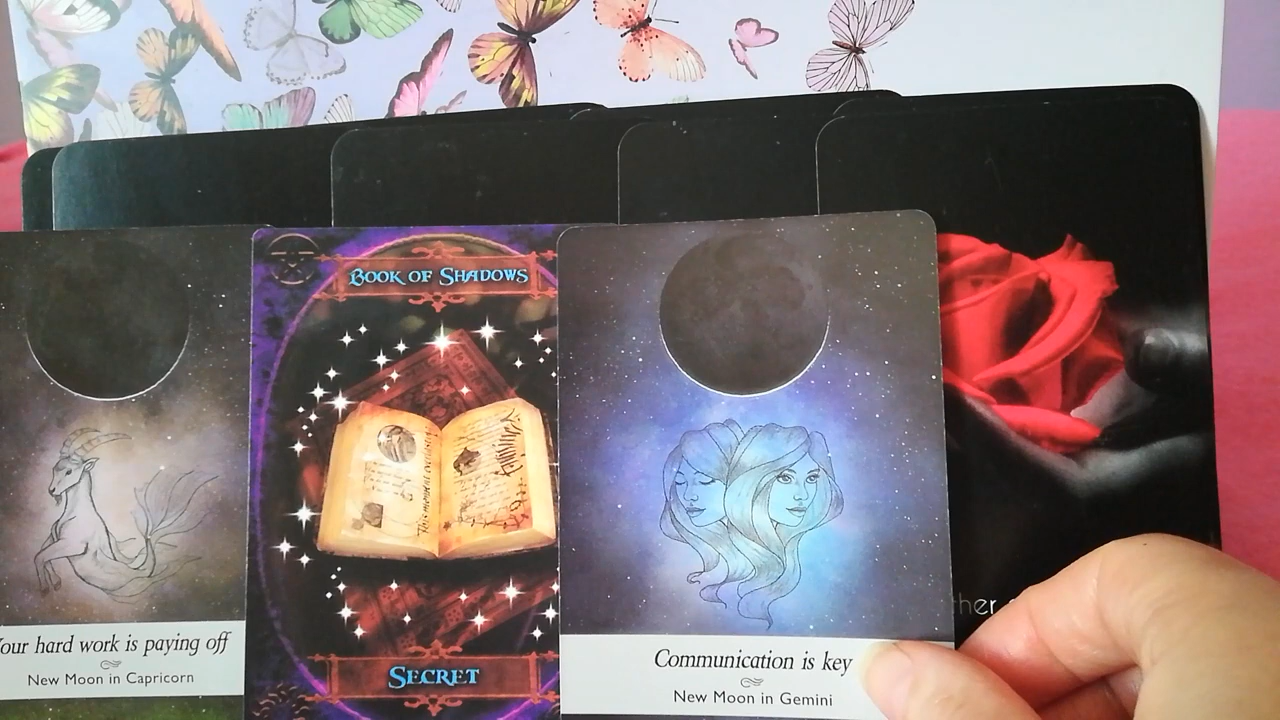 Your hard work is paying off
New Moon in Capricorn
BOOK OF SHADOWS
SECRET
Communication is key
New Moon in Gemini